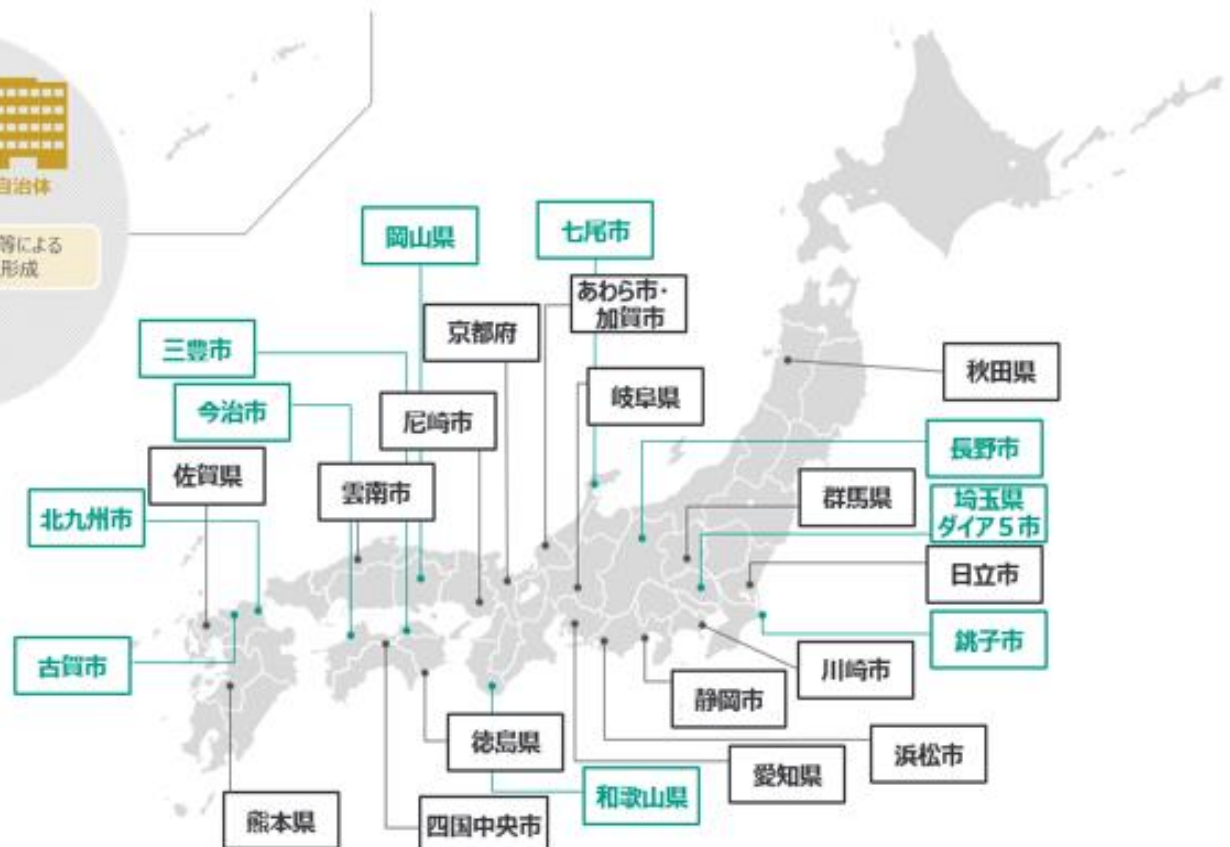 自治体
等による
形成
岡山県
七尾市
あわら市・
加賀市
京都府
三豊市
秋田県
岐阜県
今治市
尼崎市
長野市
佐賀県
雲南市
群馬県
埼玉県
ダイア5市
北九州市
日立市
銚子市
古賀市
川崎市
静岡市
徳島県
浜松市
愛知県
和歌山県
熊本県
四国中央市